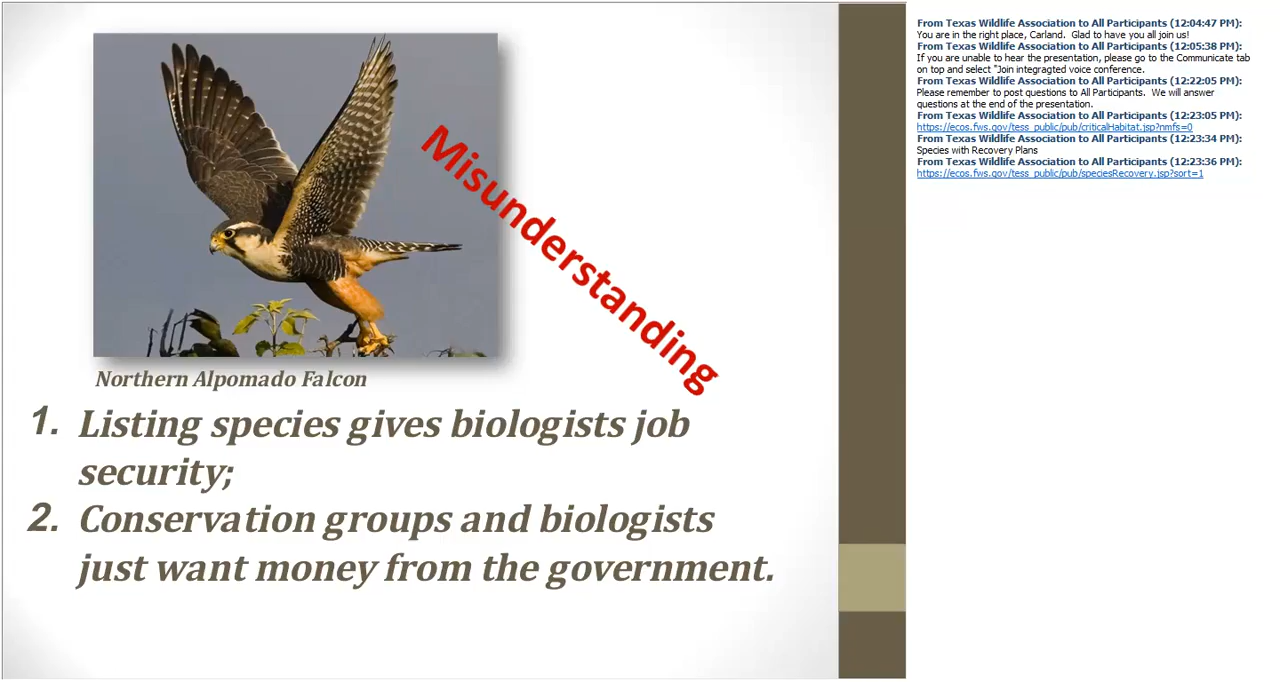 Misunderstanding
Northern Alpomado Falcon
1. Listing species gives biologists job
security;
2. Conservation groups and biologists
just want money from the government.
From Texas Wildlife Association to All Participants (12:04:47 PM):
You are in the right place, Carland.  Glad to have you all join us!
From Texas Wildlife Association to All Participants (12:05:38 PM):
If you are unable to hear the presentation, please go to the Communicate tab
on top and select "Join integragted voice conference.
From Texas Wildlife Association to All Participants (12:22:05 PM):
Please remember to post questions to All Participants.  We will answer
questions at the end of the presentation.
From Texas Wildlife Association to All Participants (12:23:05 PM):
https://ecos.fws.gov/tess_public/pub/criticalHabitat.jsp?nmfs=0
From Texas Wildlife Association to All Participants (12:23:34 PM):
Species with Recovery Plans
From Texas Wildlife Association to All Participants (12:23:36 PM):
https://ecos.fws.gov/tess_public/pub/speciesRecovery.jsp?sort=1